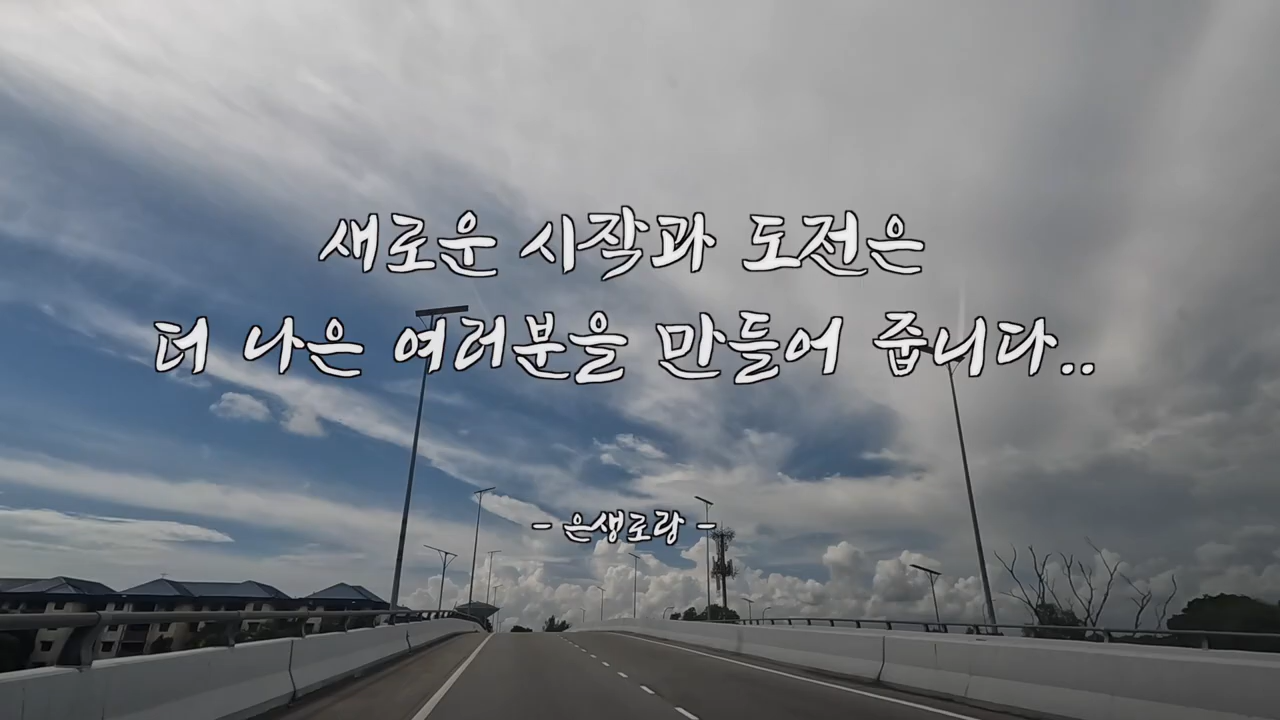 새로운 시작과 도전은
더 나은 여러분을 만들어 줍니다..
- 은생로랑 -